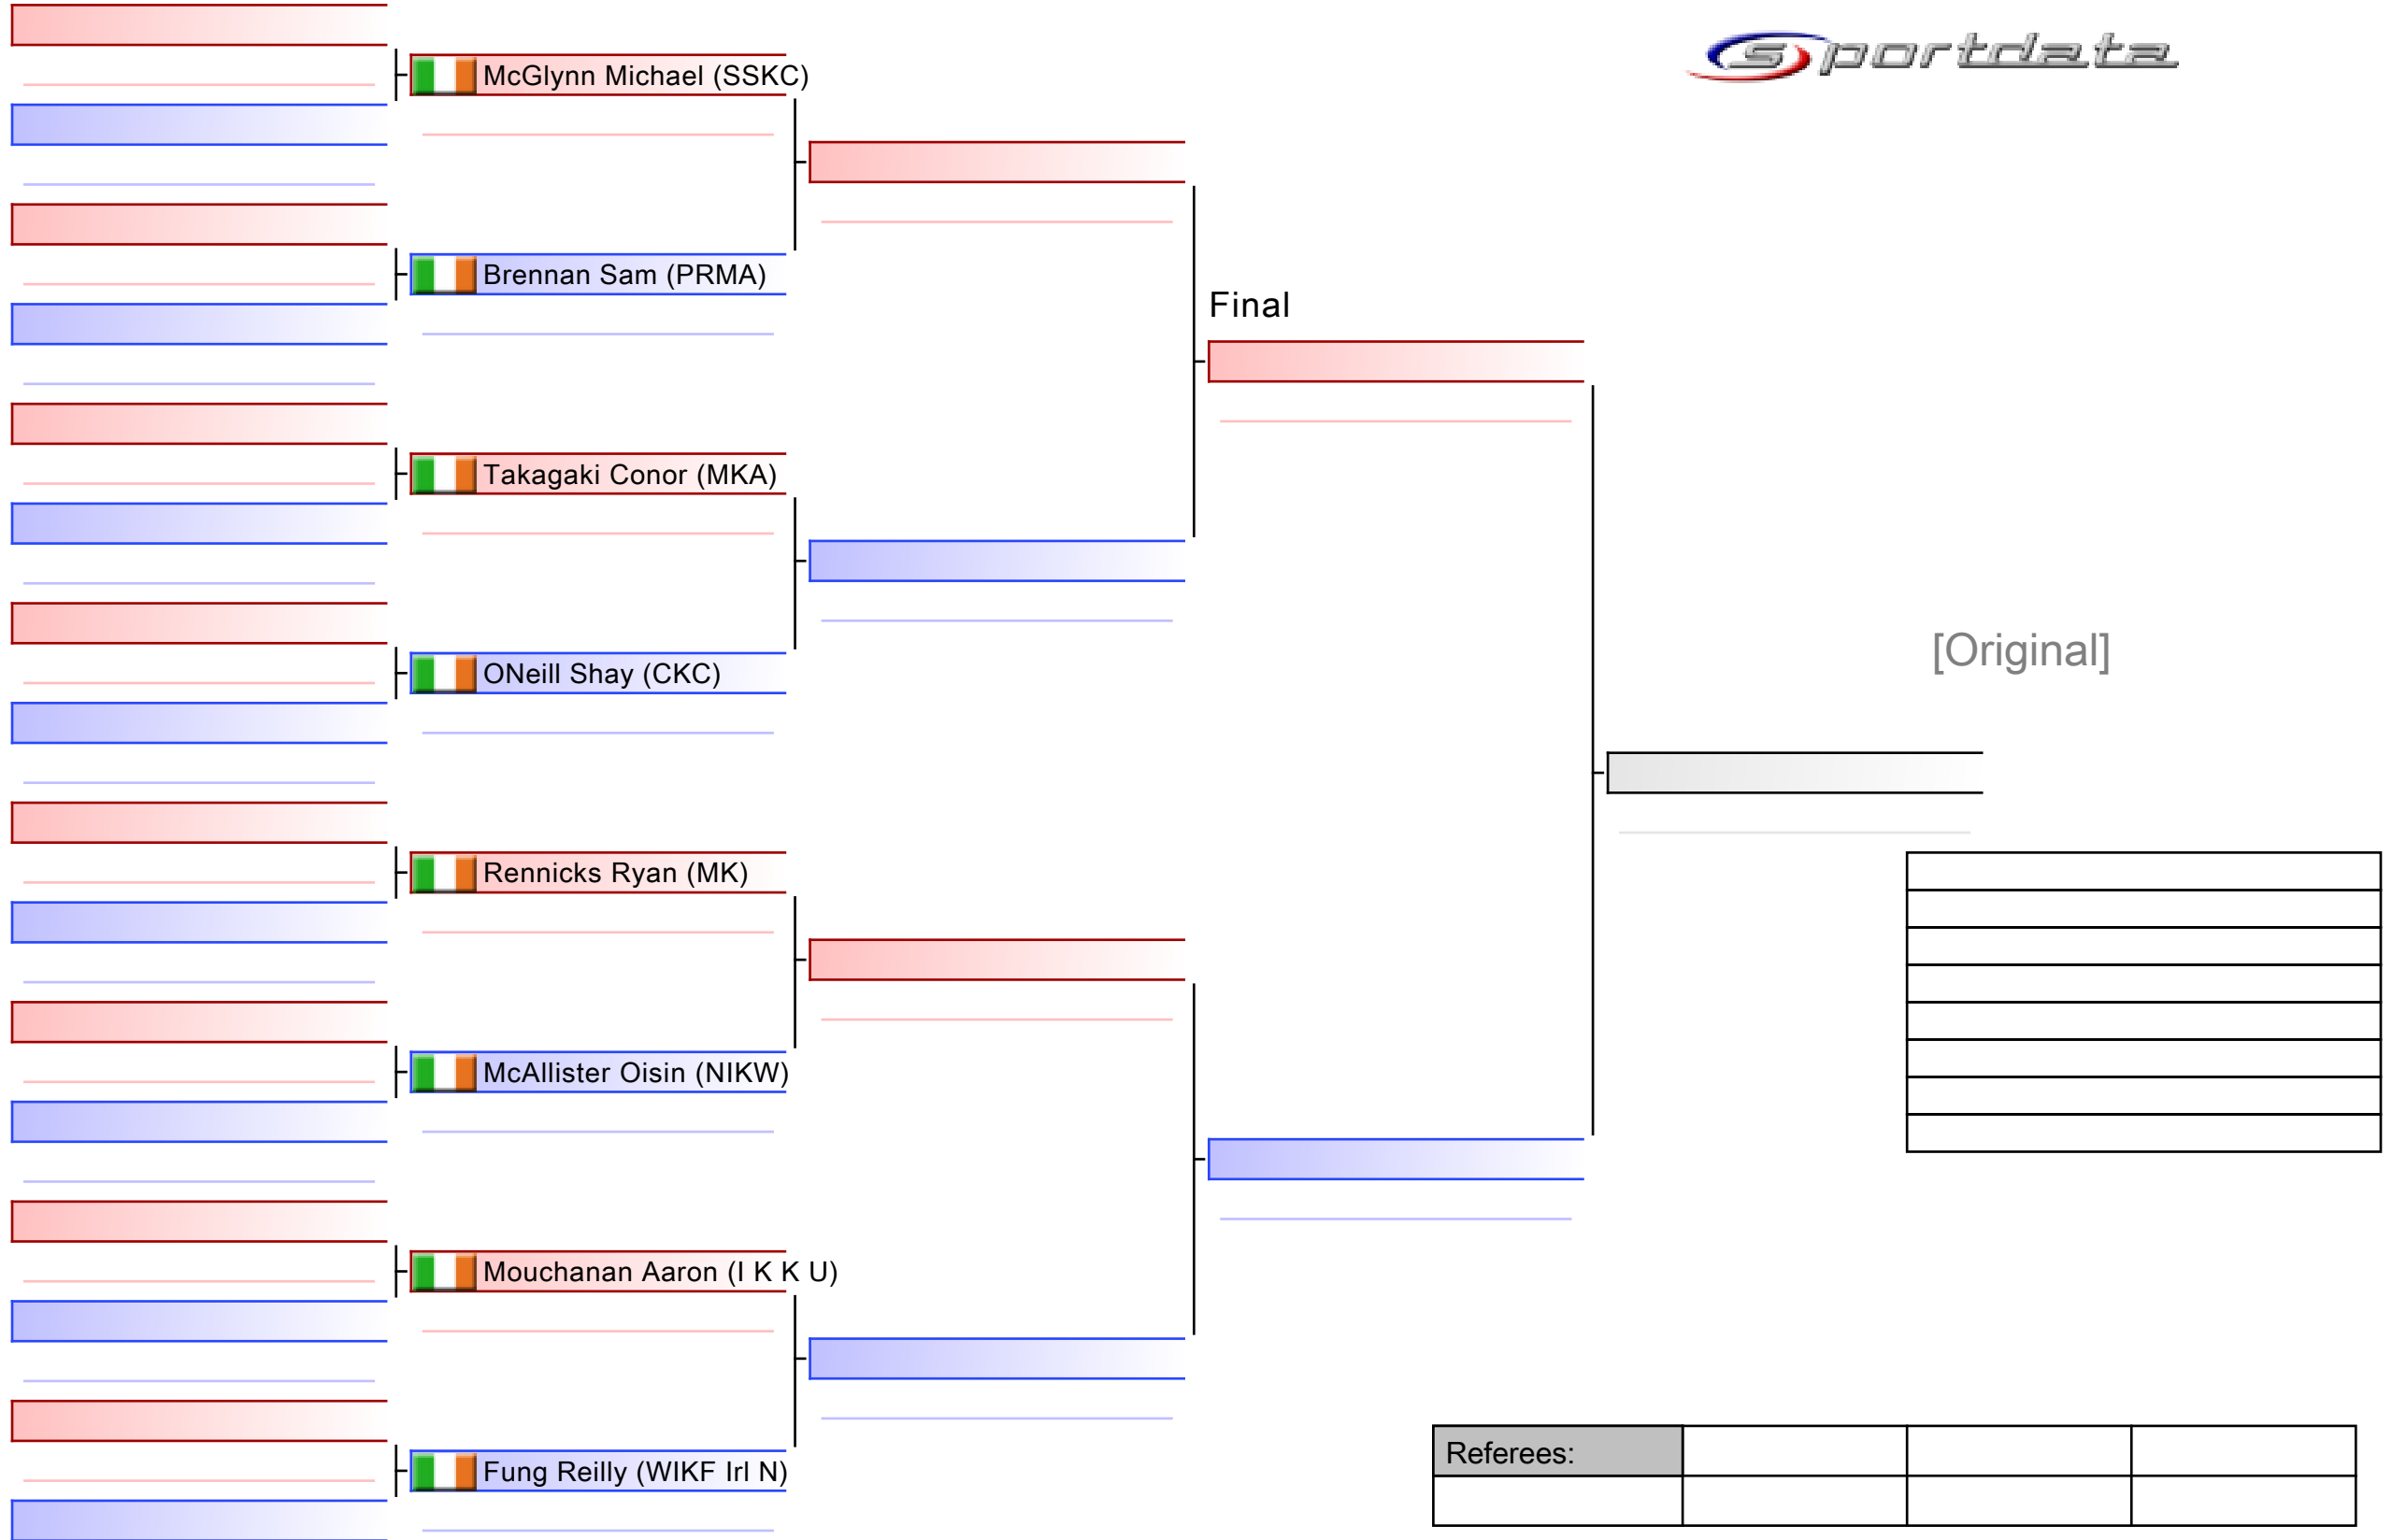 sportdata
McGlynn Michael (SSKC)
Brennan Sam (PRMA)
Final
Takagaki Conor (MKA)
[Original]
ONeill Shay (CKC)
Rennicks Ryan (MK)
McAllister Oisin (NIKW)
Mouchanan Aaron (I K K U)
Referees:
Fung Reilly (WIKF Irl N)